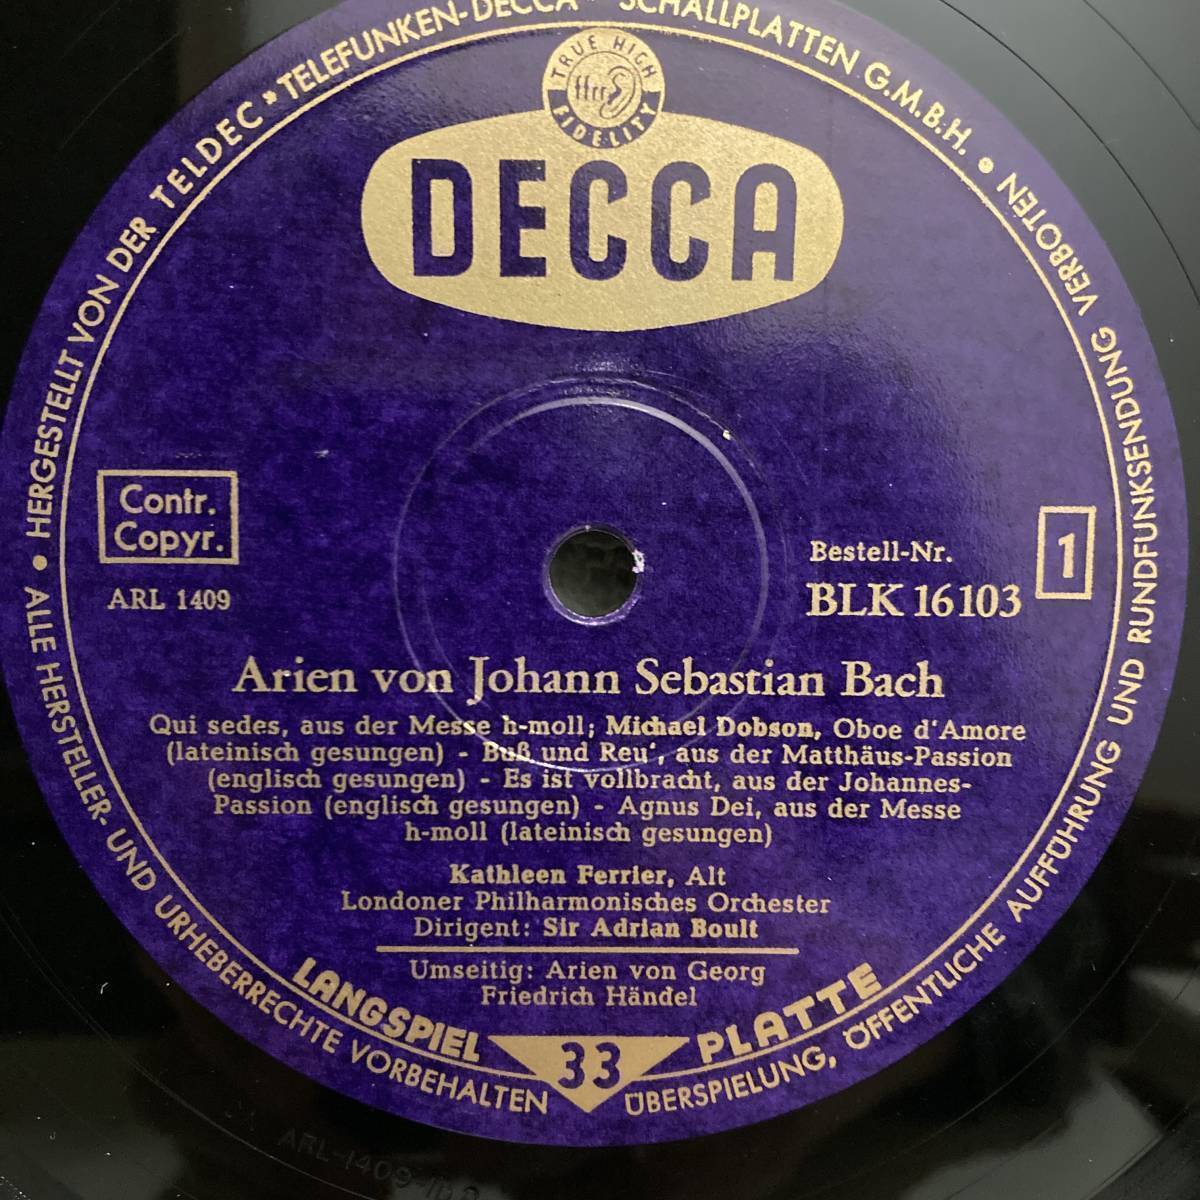 • HERGESTELLT VON DER TELDEC »TELEFUNKEN-DECCA« SCHALLPLATTEN G.M.B.H. •
TRUE HIGH
ffrr
FIDELITY
DECCA
Contr.
Copyr.
ARL 1409
Bestell-Nr.
BLK 16103
1
Arien von Johann Sebastian Bach
Qui sedes, aus der Messe h-moll; Michael Dobson, Oboe d'Amore
(lateinisch gesungen) - Buß und Reu', aus der Matthäus-Passion
(englisch gesungen) - Es ist vollbracht, aus der Johannes-
Passion (englisch gesungen) - Agnus Dei, aus der Messe
h-moll (lateinisch gesungen)
Kathleen Ferrier, Alt
Londoner Philharmonisches Orchester
Dirigent: Sir Adrian Boult
Umseitig: Arien von Georg
Friedrich Händel
LANGSPIEL 33 PLATTE
ALLE HERSTELLER- UND URHEBERRECHTE VORBEHALTEN
ÜBERSPIELUNG, ÖFFENTLICHE AUFFÜHRUNG UND RUNDFUNKSENDUNG VERBOTEN